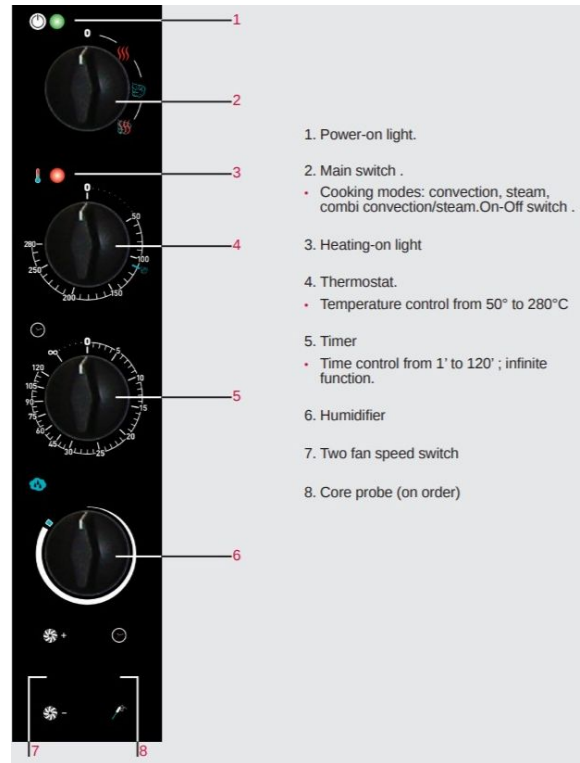 1
0
2
3
0
50
100
150
200
250
280
4
0
5
10
15
20
25
30
45
60
75
90
105
120
∞
5
6
+
-
7
8
1. Power-on light.
2. Main switch .
• Cooking modes: convection, steam,
combi convection/steam.On-Off switch .
3. Heating-on light
4. Thermostat.
• Temperature control from 50° to 280°C
5. Timer
• Time control from 1’ to 120’ ; infinite
function.
6. Humidifier
7. Two fan speed switch
8. Core probe (on order)